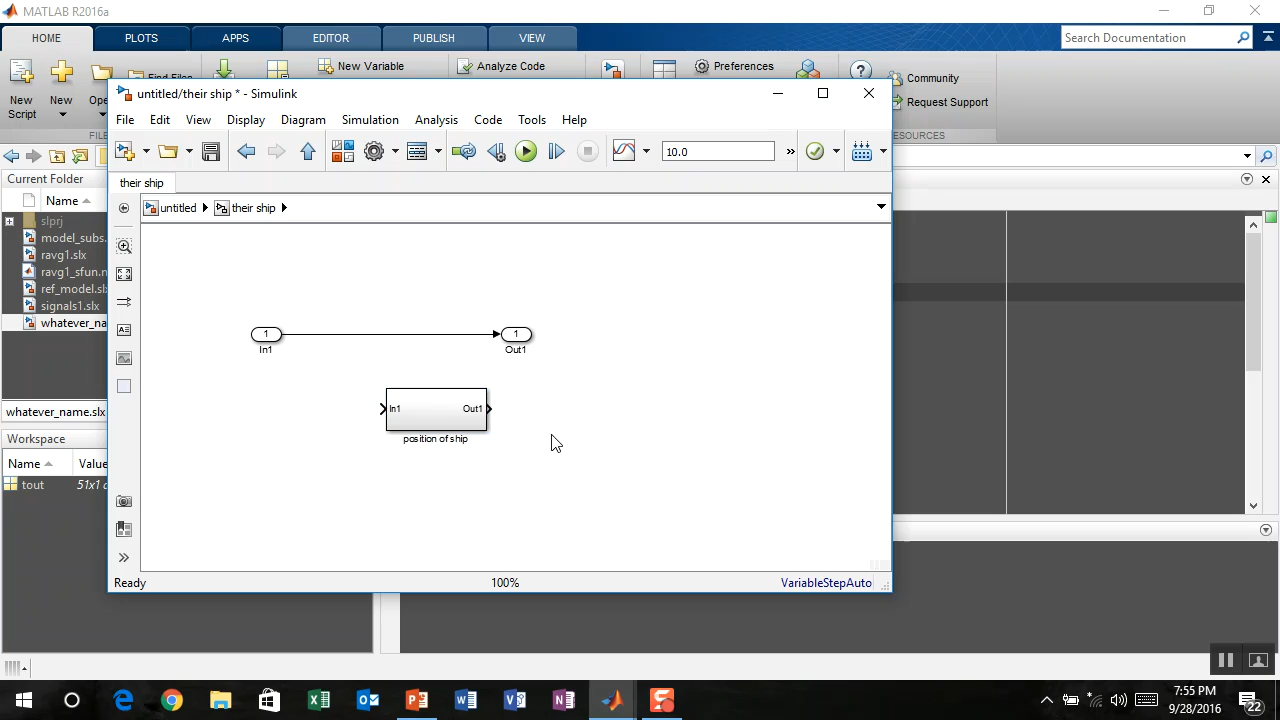 MATLAB R2016a
HOME PLOTS APPS EDITOR PUBLISH VIEW Search Documentation
New Variable Analyze Code Preferences Community
Find Files
New Script New Request Support
untitled/their ship * - Simulink
File Edit View Display Diagram Simulation Analysis Code Tools Help
10.0 »
Current Folder
their ship
Name
untitled their ship
slprj
model_subs.
ravg1.slx
ravg1_sfun.
ref_model.sl
signals1.slx
whatever_na
1 1
In1 Out1
In1 Out1
position of ship
whatever_name.slx
Workspace
Name Value
tout 51x1
Ready 100% VariableStepAuto
7:55 PM
9/28/2016
22